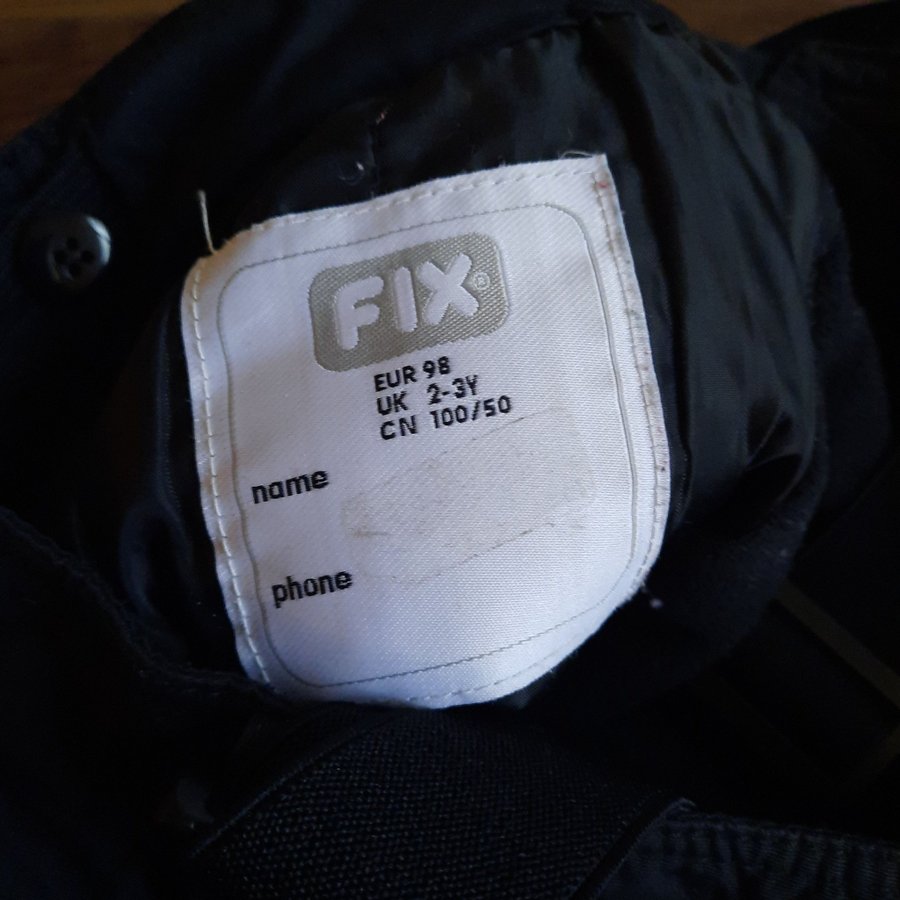 FIX®
EUR 98
UK 2-3Y
CN 100/50
name
phone